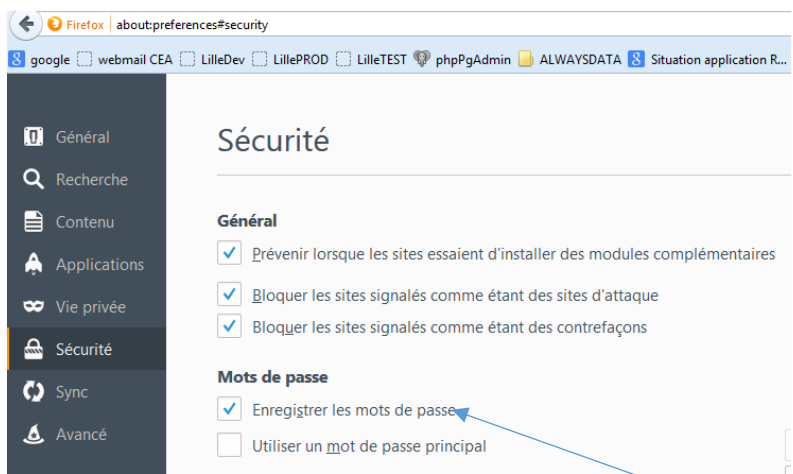 Firefox about:preferences#security
google webmail CEA LilleDev LillePROD LilleTEST phpPgAdmin ALWAYSDATA Situation application R...
Général
Recherche
Contenu
Applications
Vie privée
Sécurité
Sync
Avancé
Sécurité
Général
Prévenir lorsque les sites essaient d'installer des modules complémentaires
Bloquer les sites signalés comme étant des sites d'attaque
Bloquer les sites signalés comme étant des contrefaçons
Mots de passe
Enregistrer les mots de passe
Utiliser un mot de passe principal